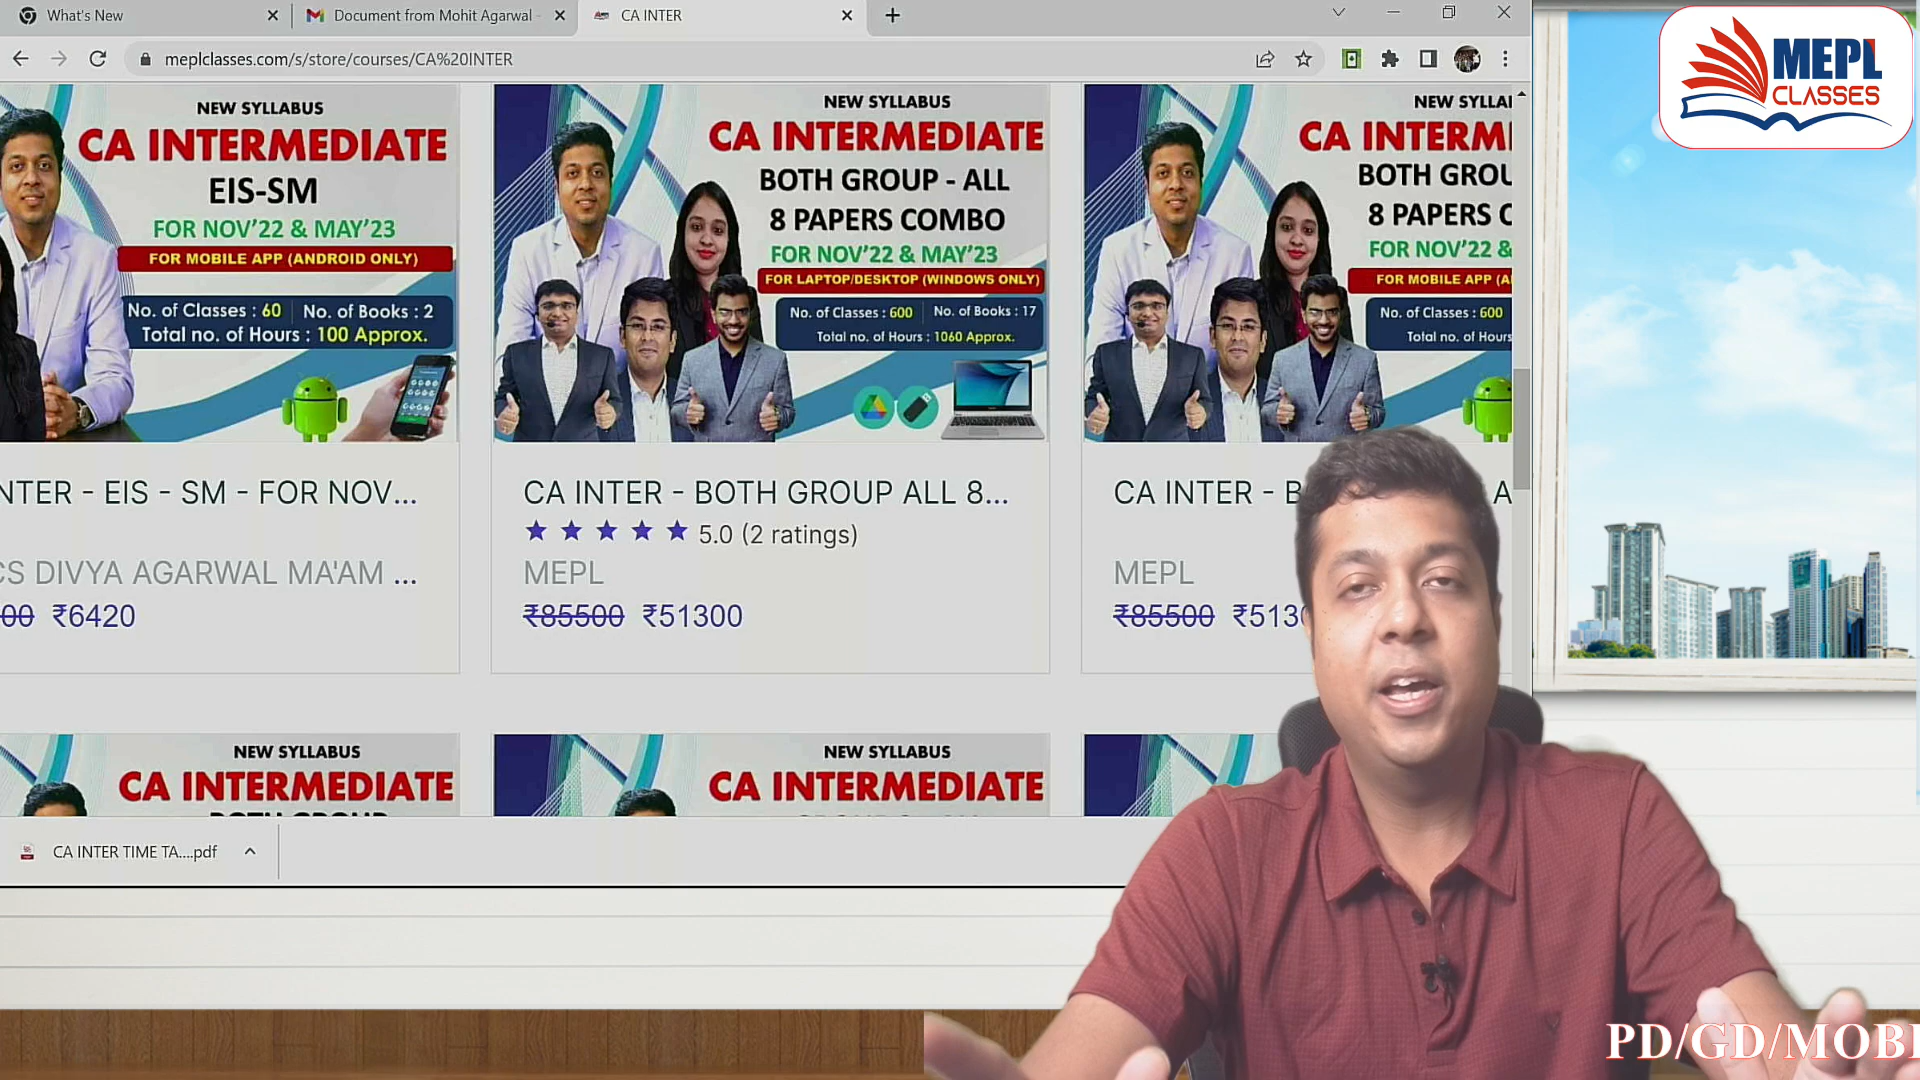 What's New
Document from Mohit Agarwal
CA INTER
meplclasses.com/s/store/courses/CA%20INTER
MEPL
CLASSES
NEW SYLLABUS
CA INTERMEDIATE
EIS-SM
FOR NOV'22 & MAY'23
FOR MOBILE APP (ANDROID ONLY)
No. of Classes : 60 No. of Books : 2
Total no. of Hours : 100 Approx.
NTER - EIS - SM - FOR NOV...
CS DIVYA AGARWAL MA'AM ...
00 ₹6420
NEW SYLLABUS
CA INTERMEDIATE
BOTH GROUP - ALL
8 PAPERS COMBO
FOR NOV'22 & MAY'23
FOR LAPTOP/DESKTOP (WINDOWS ONLY)
No. of Classes : 600 No. of Books : 17
Total no. of Hours : 1060 Approx.
CA INTER - BOTH GROUP ALL 8...
5.0 (2 ratings)
MEPL
₹85500 ₹51300
NEW SYLLA
CA INTERMI
BOTH GROU
8 PAPERS C
FOR NOV'22 &
FOR MOBILE APP (A
No. of Classes : 600
Total no. of Hours
CA INTER - B A
MEPL
₹85500 ₹513
NEW SYLLABUS
CA INTERMEDIATE
NEW SYLLABUS
CA INTERMEDIATE
CA INTER TIME TA....pdf
PD/GD/MOBI